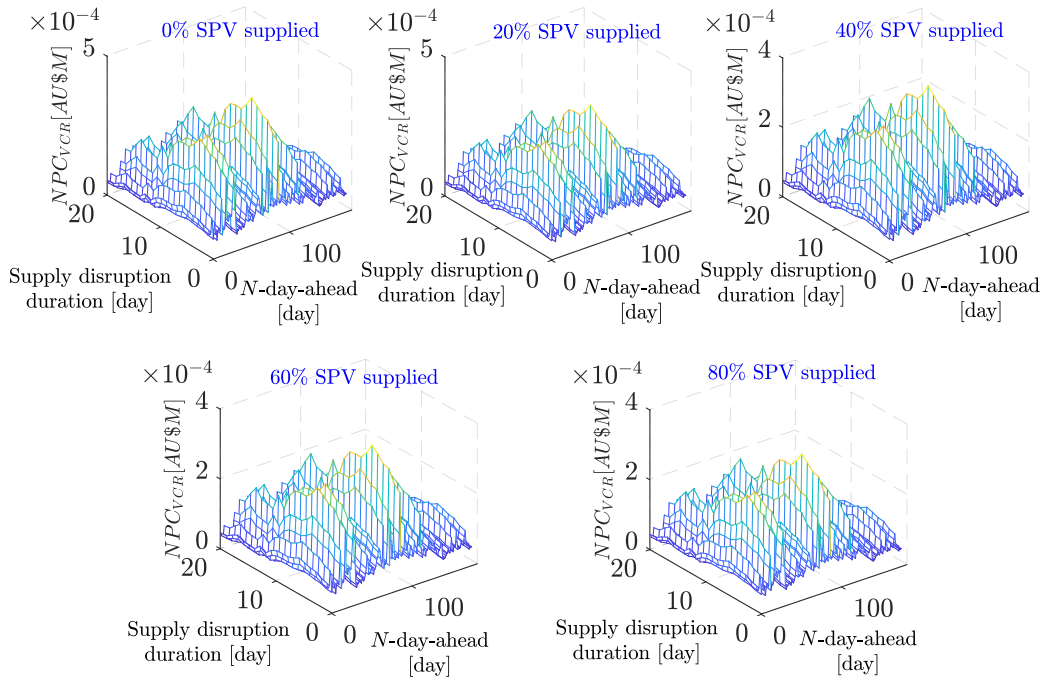 ×10⁻⁴
0% SPV supplied
NPC_VCR[AU$M]
5
0
20
10
0
0
100
Supply disruption
duration [day]
N-day-ahead
[day]
×10⁻⁴
20% SPV supplied
NPC_VCR[AU$M]
5
0
20
10
0
0
100
Supply disruption
duration [day]
N-day-ahead
[day]
×10⁻⁴
40% SPV supplied
NPC_VCR[AU$M]
4
2
0
20
10
0
0
100
Supply disruption
duration [day]
N-day-ahead
[day]
×10⁻⁴
60% SPV supplied
NPC_VCR[AU$M]
4
2
0
20
10
0
0
100
Supply disruption
duration [day]
N-day-ahead
[day]
×10⁻⁴
80% SPV supplied
NPC_VCR[AU$M]
4
2
0
20
10
0
0
100
Supply disruption
duration [day]
N-day-ahead
[day]